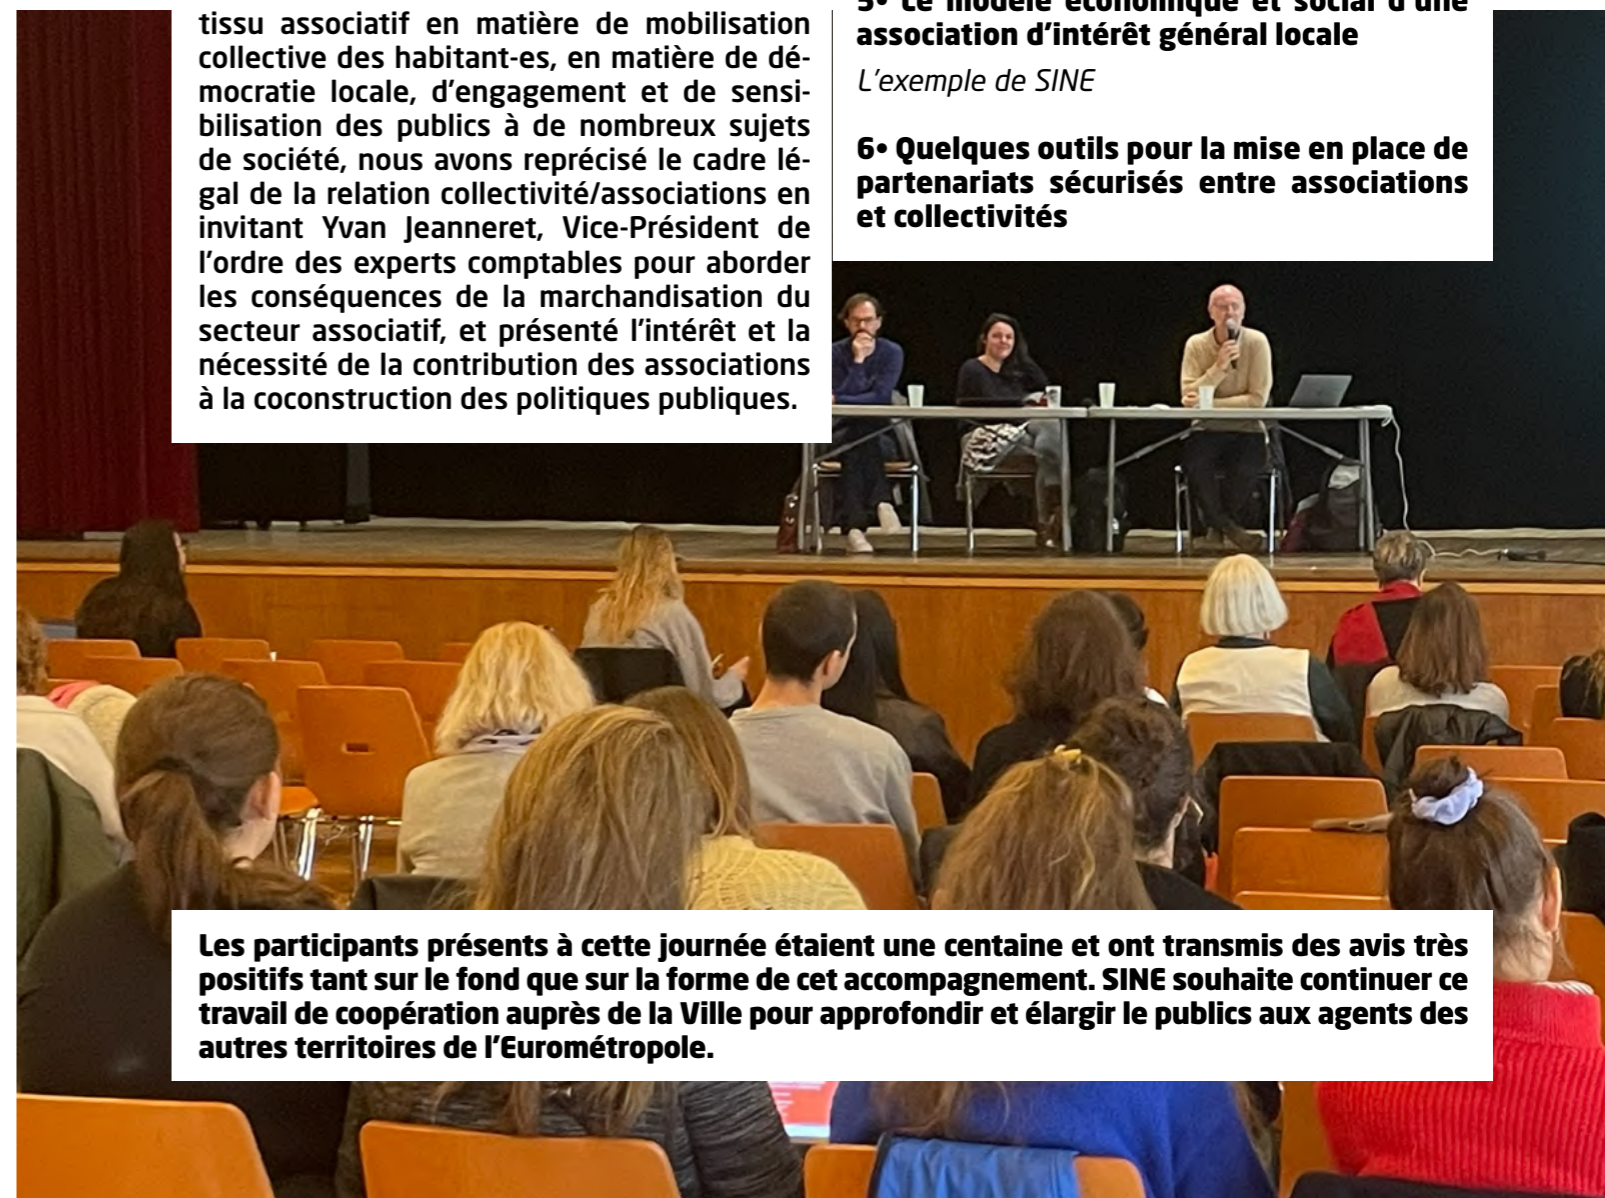 tissu associatif en matière de mobilisation
collective des habitant-es, en matière de dé-
mocratie locale, d'engagement et de sensi-
bilisation des publics à de nombreux sujets
de société, nous avons reprécisé le cadre lé-
gal de la relation collectivité/associations en
invitant Yvan Jeanneret, Vice-Président de
l'ordre des experts comptables pour aborder
les conséquences de la marchandisation du
secteur associatif, et présenté l'intérêt et la
nécessité de la contribution des associations
à la coconstruction des politiques publiques.
5• Le modèle économique et social d'une
association d'intérêt général locale
L'exemple de SINE
6• Quelques outils pour la mise en place de
partenariats sécurisés entre associations
et collectivités
Les participants présents à cette journée étaient une centaine et ont transmis des avis très
positifs tant sur le fond que sur la forme de cet accompagnement. SINE souhaite continuer ce
travail de coopération auprès de la Ville pour approfondir et élargir le publics aux agents des
autres territoires de l'Eurométropole.